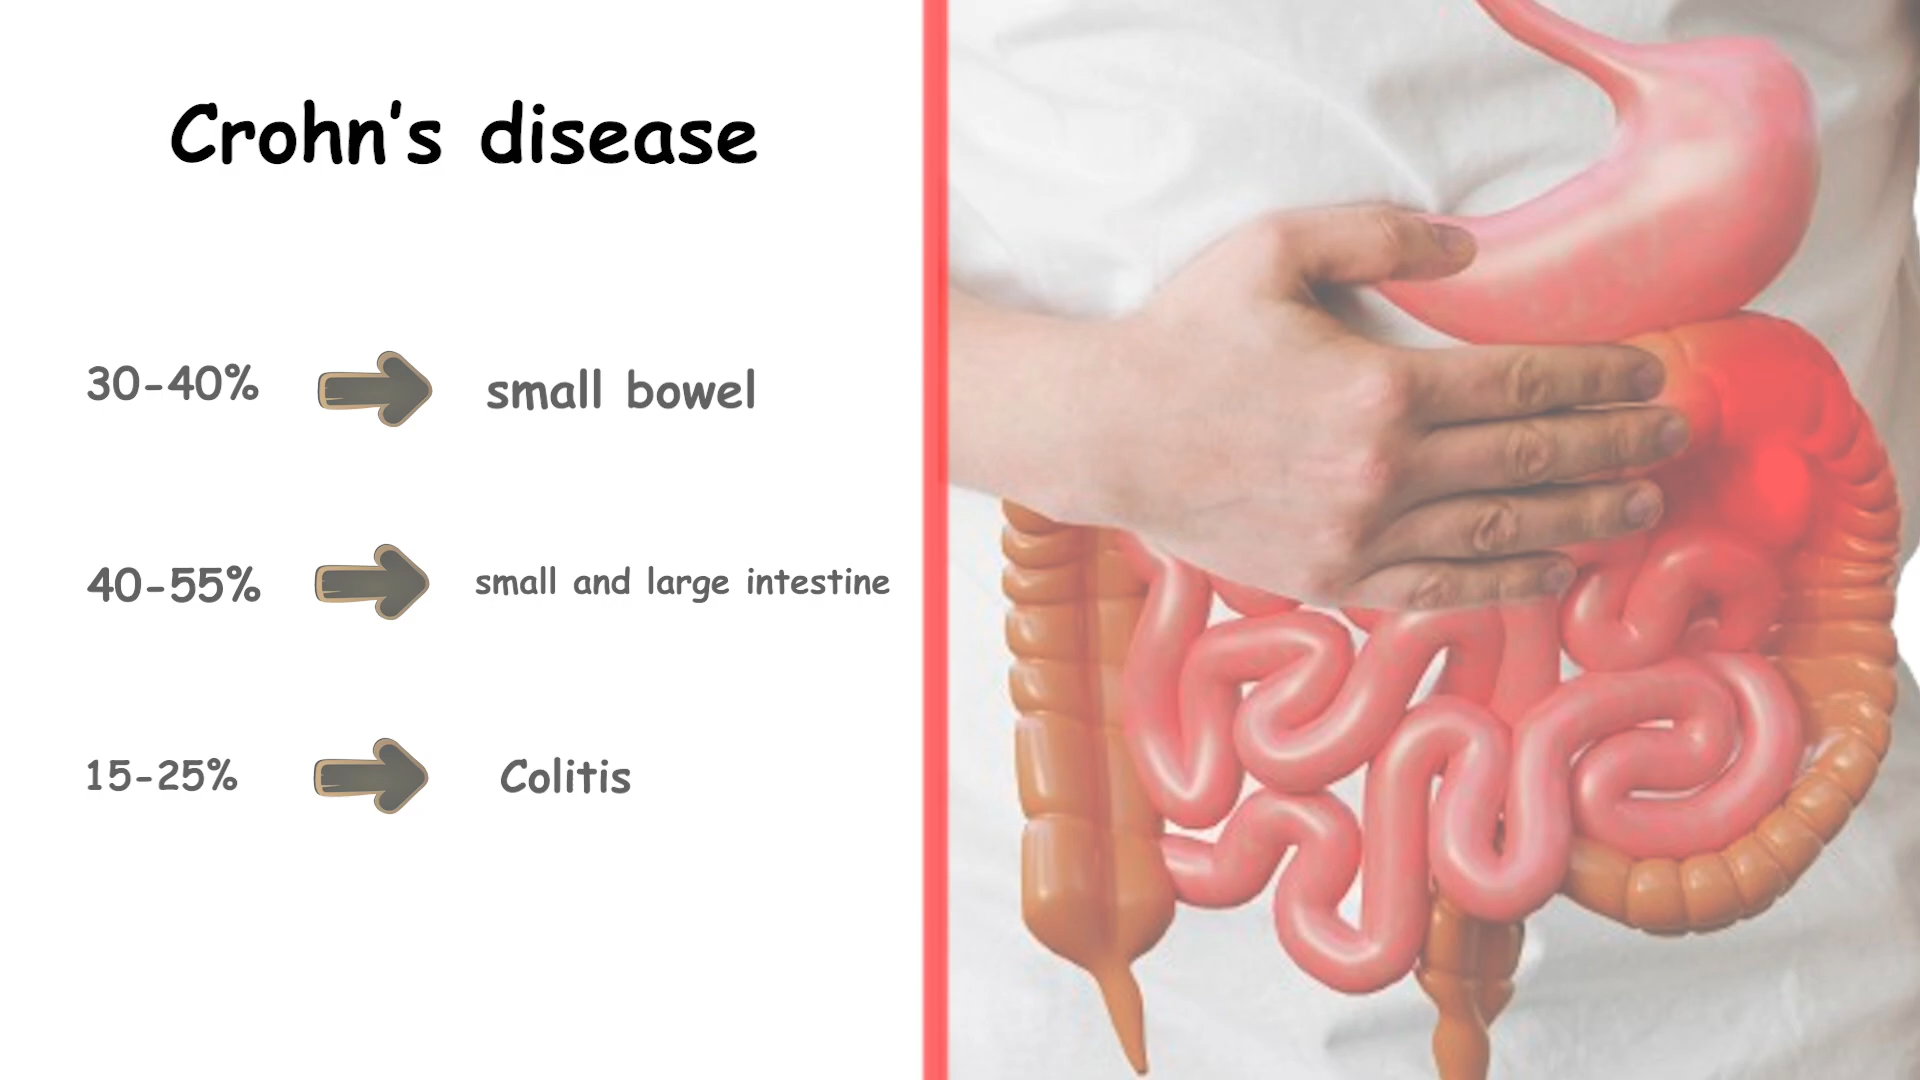 Crohn's disease
30-40% small bowel
40-55% small and large intestine
15-25% Colitis